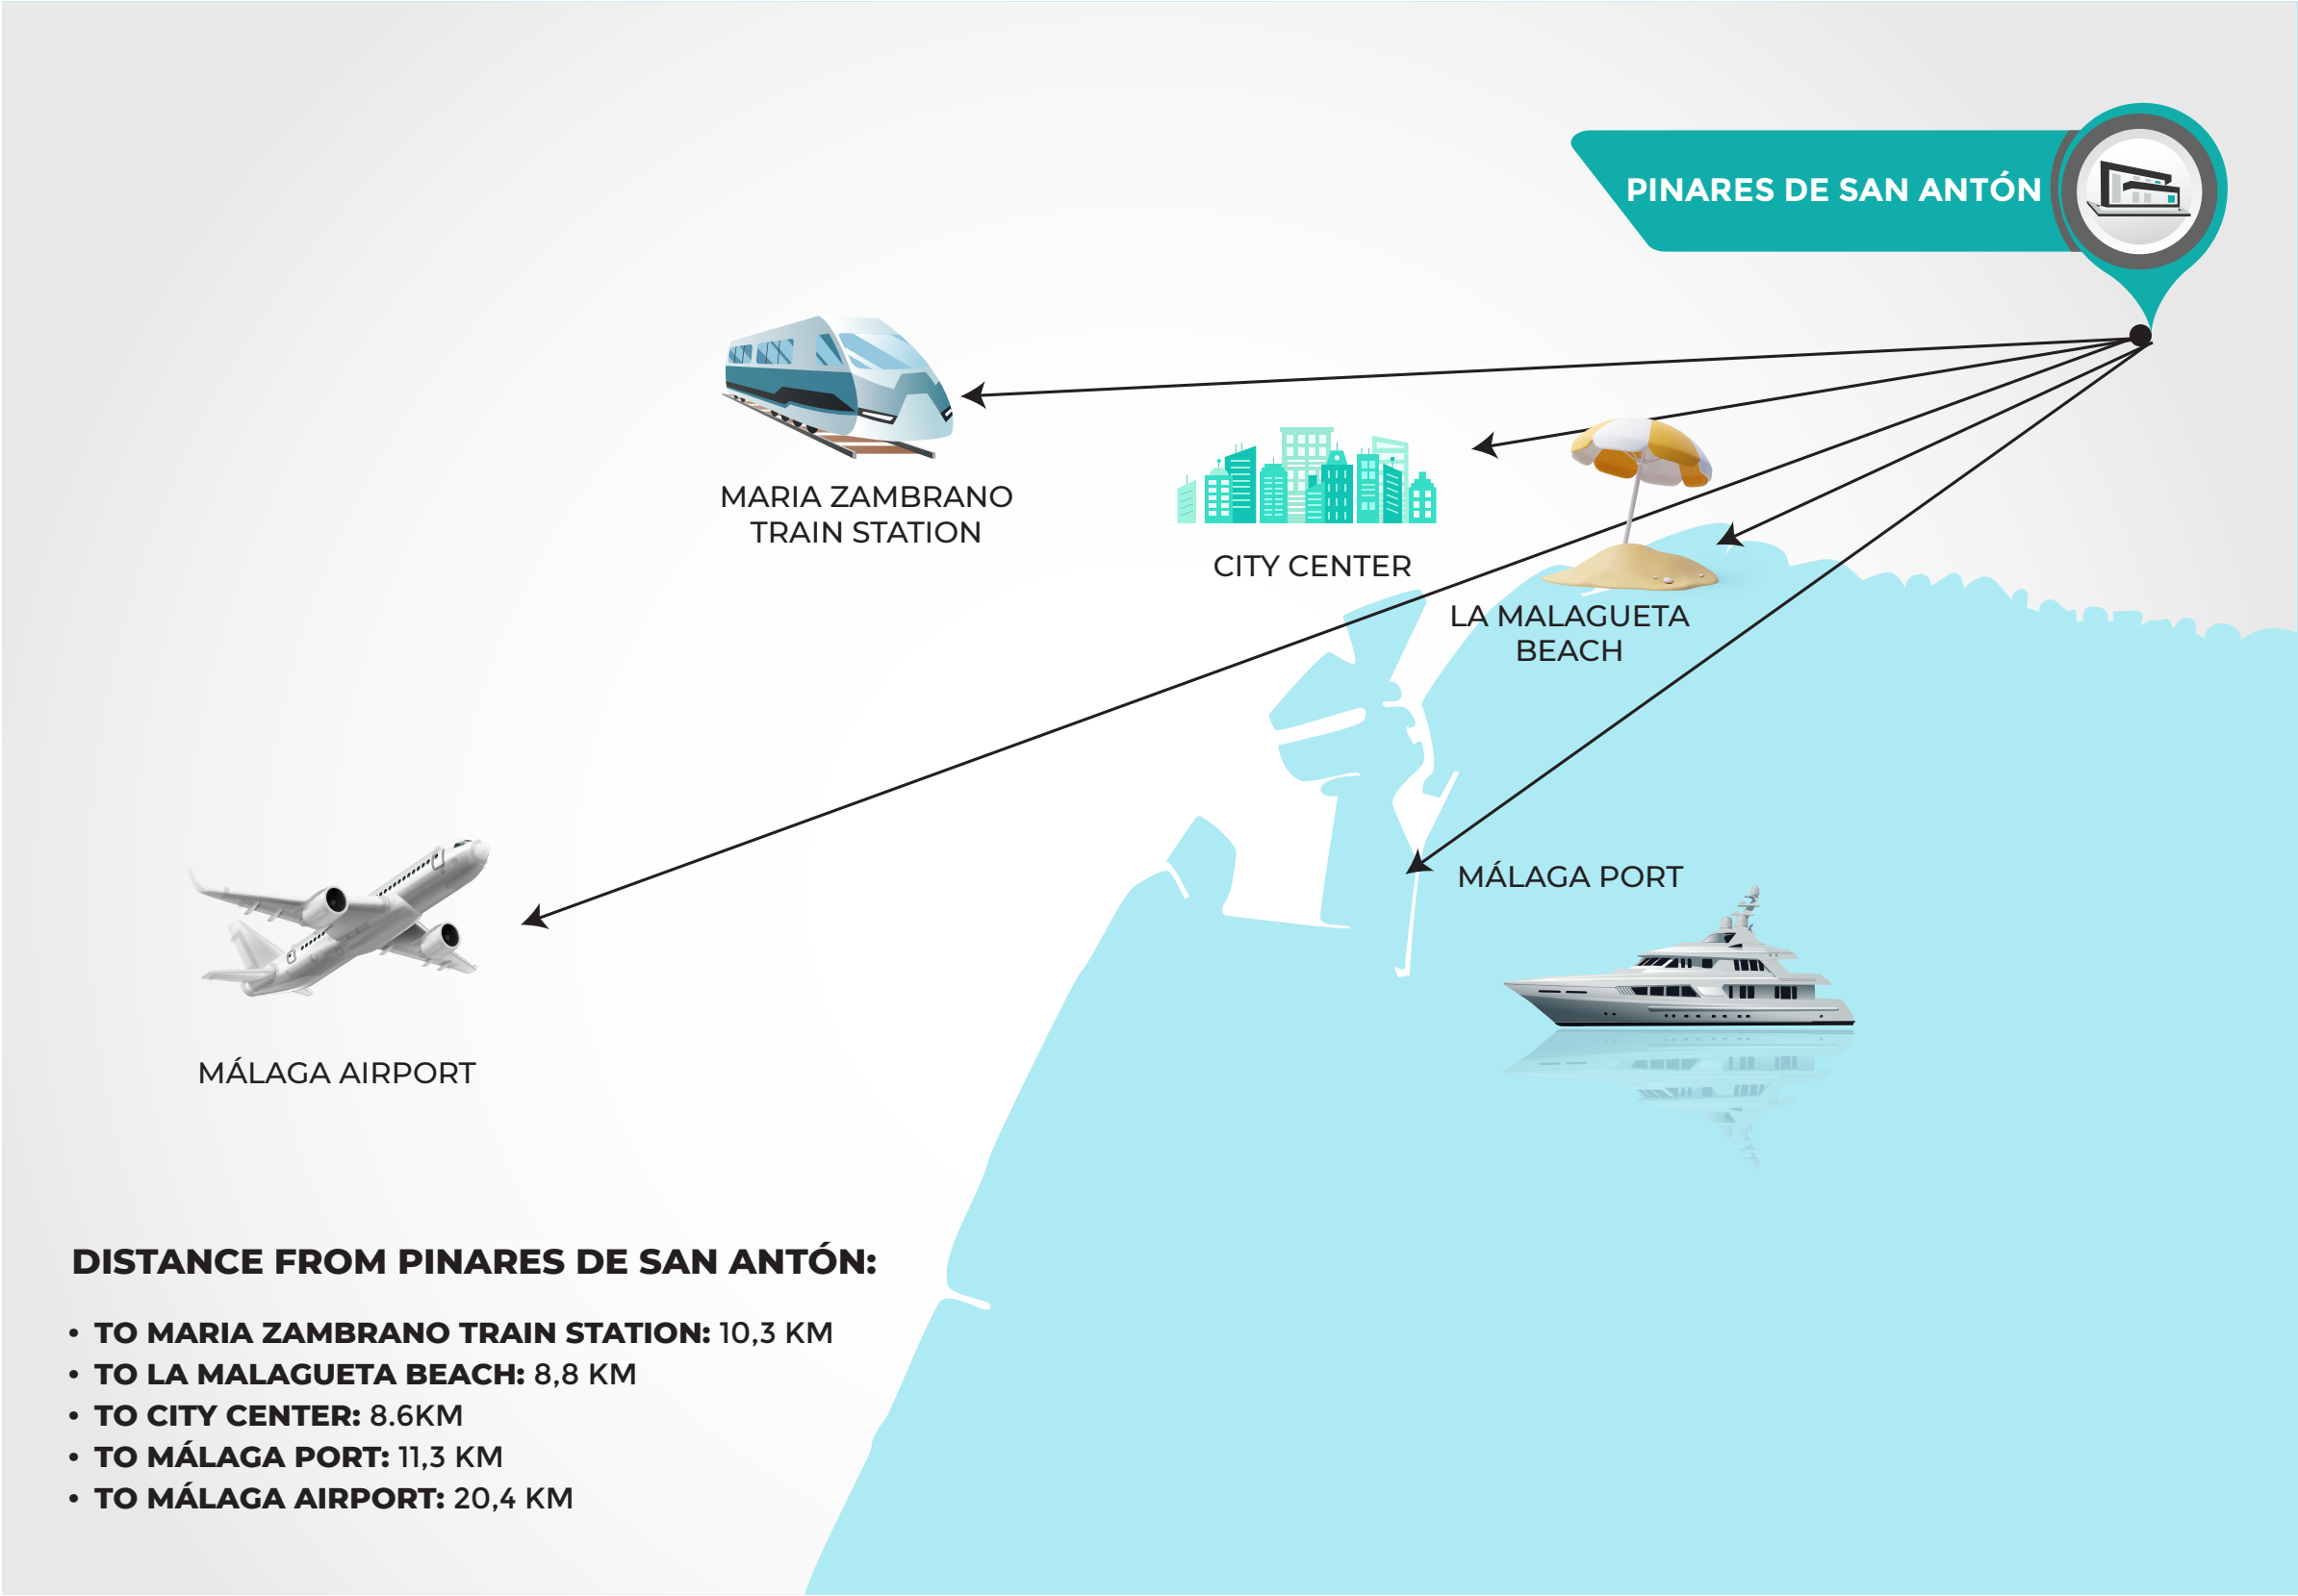 PINARES DE SAN ANTÓN
MARIA ZAMBRANO
TRAIN STATION
CITY CENTER
LA MALAGUETA
BEACH
MÁLAGA PORT
MÁLAGA AIRPORT
DISTANCE FROM PINARES DE SAN ANTÓN:
• TO MARIA ZAMBRANO TRAIN STATION: 10,3 KM
• TO LA MALAGUETA BEACH: 8,8 KM
• TO CITY CENTER: 8.6KM
• TO MÁLAGA PORT: 11,3 KM
• TO MÁLAGA AIRPORT: 20,4 KM